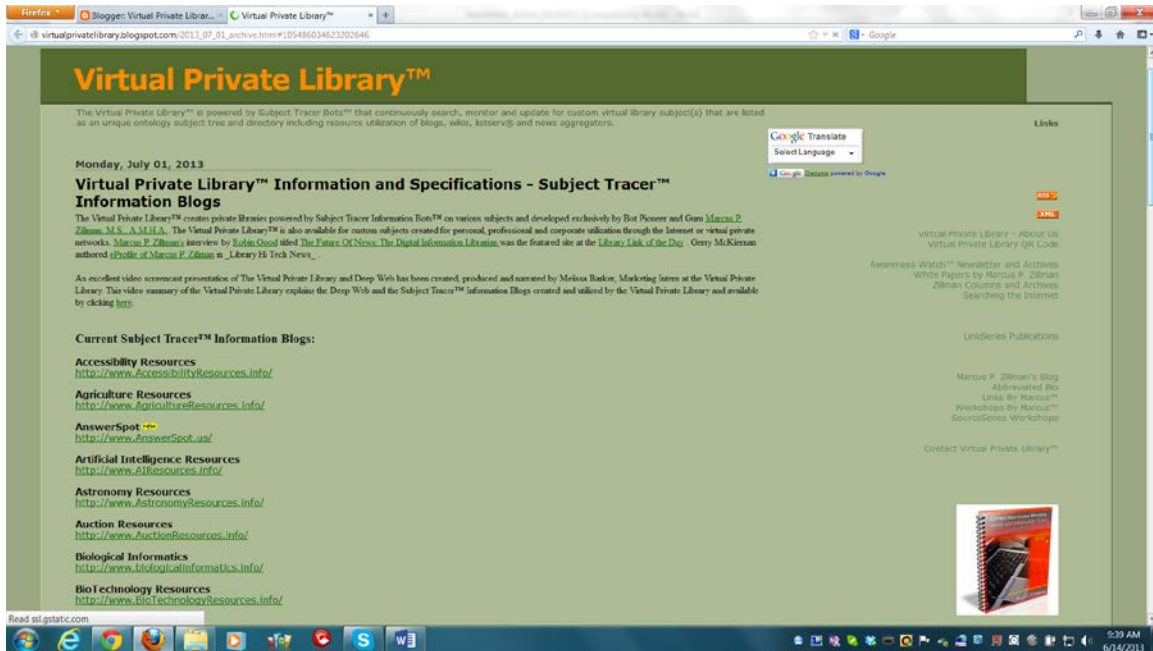 Firefox
Blogger: Virtual Private Librar...
Virtual Private Library™
virtualprivatelibrary.blogspot.com/2013_07_01_archive.html#105486034623202646
Google
Virtual Private Library™
The Virtual Private Library™ is powered by Subject Tracer Bots™ that continuously search, monitor and update for custom virtual library subject(s) that are listed
as an unique ontology subject tree and directory including resource utilization of blogs, wikis, listserv® and news aggregators.
Links
Google Translate
Select Language
Monday, July 01, 2013
Virtual Private Library™ Information and Specifications - Subject Tracer™
Information Blogs
The Virtual Private Library™ creates private libraries powered by Subject Tracer Information Bots™ on various subjects and developed exclusively by Bot Pioneer and Guru Marcus P.
Zillman, M.S., A.M.H.A.. The Virtual Private Library™ is also available for custom subjects created for personal, professional and corporate utilization through the Internet or virtual private
networks. Marcus P. Zillman's interview by Robin Good titled The Future Of News: The Digital Information Librarian was the featured site at the Library Link of the Day . Gerry McKiernan
authored eProfile of Marcus P. Zillman in _Library Hi Tech News_ .
An excellent video screencast presentation of The Virtual Private Library and Deep Web has been created, produced and narrated by Melissa Barker, Marketing Intern at the Virtual Private
Library. This video summary of the Virtual Private Library explains the Deep Web and the Subject Tracer™ Information Blogs created and utilized by the Virtual Private Library and available
by clicking here.
RSS
XML
Virtual Private Library - About Us
Virtual Private Library QR Code
Awareness Watch™ Newsletter and Archives
White Papers by Marcus P. Zillman
Zillman Columns and Archives
Searching the Internet
LinkSeries Publications
Marcus P. Zillman's Blog
Abbreviated Bio
Links By Marcus™
Workshops By Marcus™
SourceSeries Workshops
Contact Virtual Private Library™
Current Subject Tracer™ Information Blogs:
Accessibility Resources
http://www.AccessibilityResources.info/
Agriculture Resources
http://www.AgricultureResources.info/
AnswerSpot NEW
http://www.AnswerSpot.us/
Artificial Intelligence Resources
http://www.AIResources.info/
Astronomy Resources
http://www.AstronomyResources.info/
Auction Resources
http://www.AuctionResources.info/
Biological Informatics
http://www.biologicalinformatics.info/
BioTechnology Resources
http://www.BioTechnologyResources.info/
Read ssl.gstatic.com
9:39 AM
6/14/2013